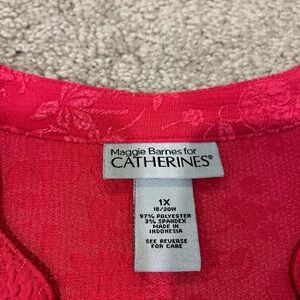 Maggie Barnes for
CATHERINES®
1X
18/20W
97% POLYESTER
3% SPANDEX
MADE IN
INDONESIA
SEE REVERSE
FOR CARE